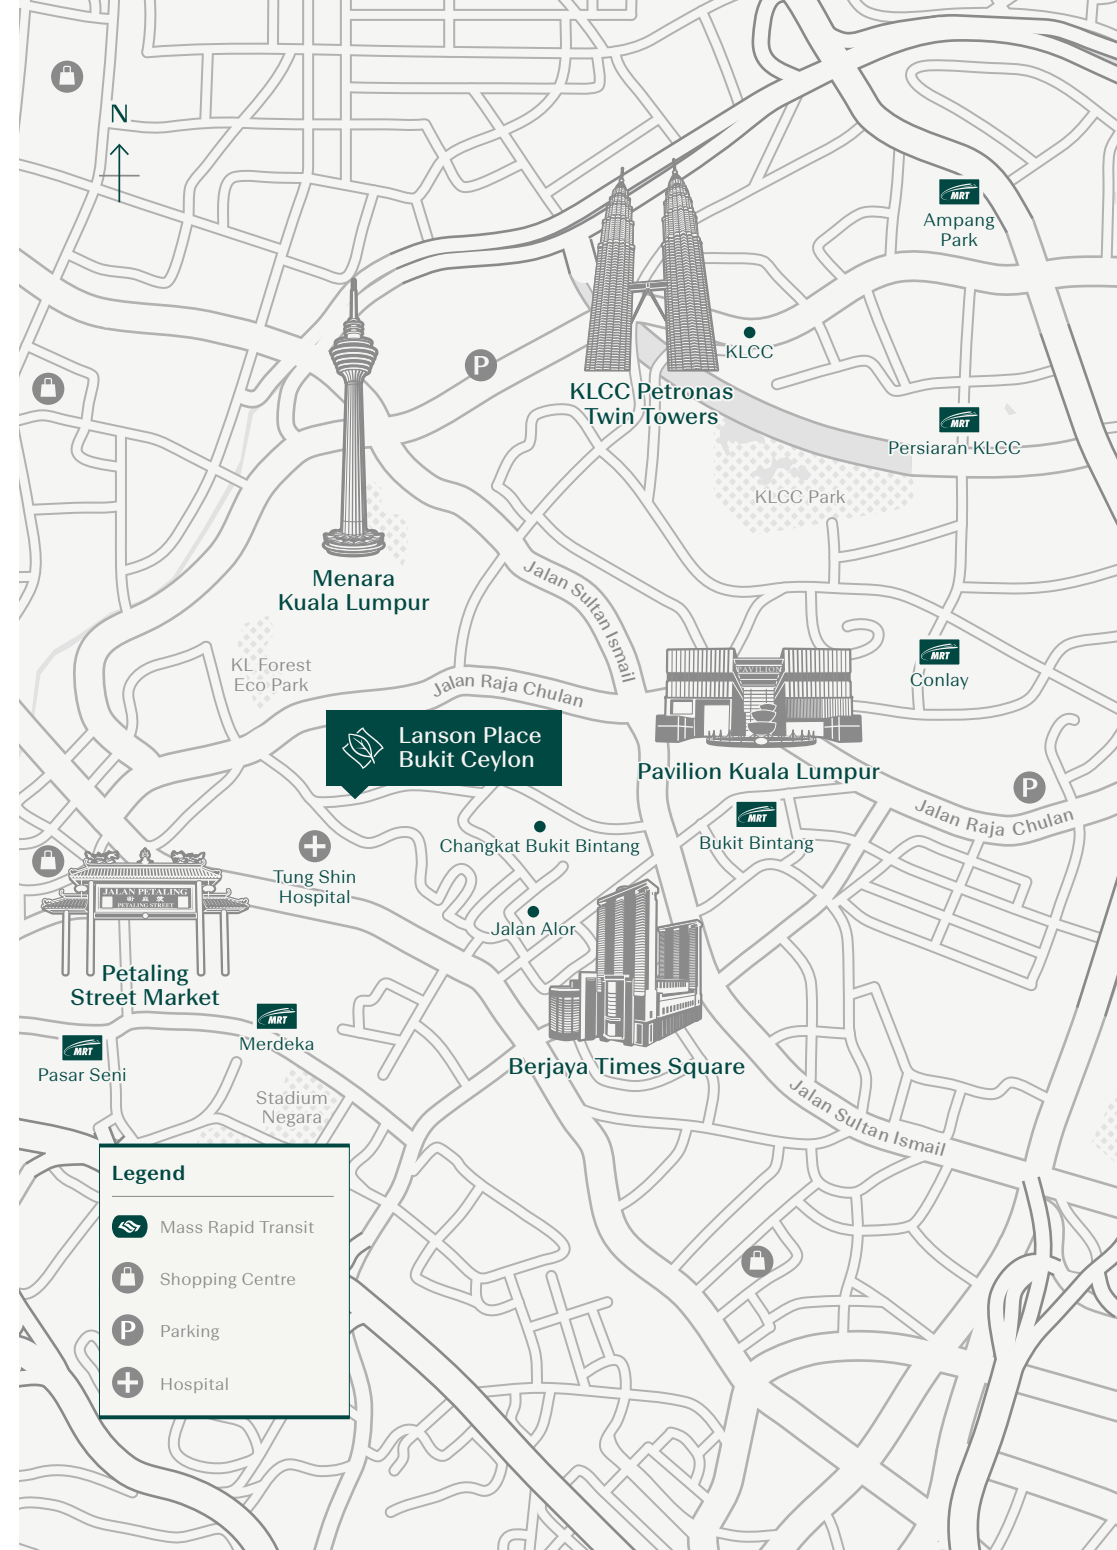 N
MRT
Ampang
Park
KLCC
KLCC Petronas
Twin Towers
P
MRT
Persiaran KLCC
KLCC Park
Jalan Sultan Ismail
Menara
Kuala Lumpur
KL Forest
Eco Park
Jalan Raja Chulan
PAVILION
MRT
Conlay
Lanson Place
Bukit Ceylon
Pavilion Kuala Lumpur
P
Jalan Raja Chulan
MRT
Bukit Bintang
Changkat Bukit Bintang
Tung Shin
Hospital
JALAN PETALING
PETALING STREET
Jalan Alor
Petaling
Street Market
MRT
Merdeka
MRT
Pasar Seni
Berjaya Times Square
Stadium
Negara
Jalan Sultan Ismail
Legend
Mass Rapid Transit
Shopping Centre
P Parking
Hospital